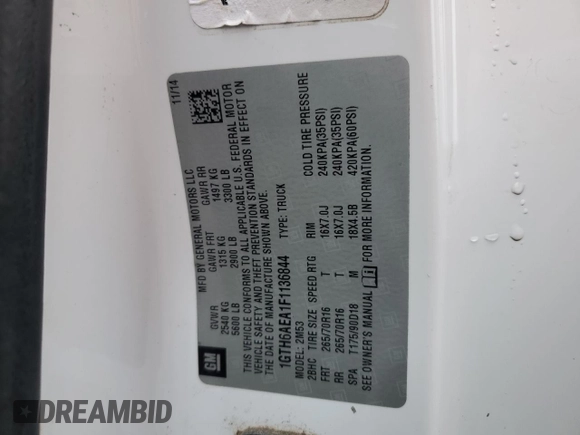 GM
MFD BY GENERAL MOTORS LLC
11/14
GVWR GAWR FRT GAWR RR
2540 KG 1315 KG 1497 KG
5600 LB 2900 LB 3300 LB
THIS VEHICLE CONFORMS TO ALL APPLICABLE U.S. FEDERAL MOTOR
VEHICLE SAFETY AND THEFT PREVENTION STANDARDS IN EFFECT ON
THE DATE OF MANUFACTURE SHOWN ABOVE.
1GTH6AEA1F1136844 TYPE: TRUCK
2BHC 2M53
TIRE SIZE SPEED RTG RIM COLD TIRE PRESSURE
FRT 265/70R16 T 16X7.0J 240KPA(35PSI)
RR 265/70R16 T 16X7.0J 240KPA(35PSI)
SPA T175/90D18 M 18X4.5B 420KPA(60PSI)
SEE OWNER'S MANUAL FOR MORE INFORMATION.
DREAMBID.COM